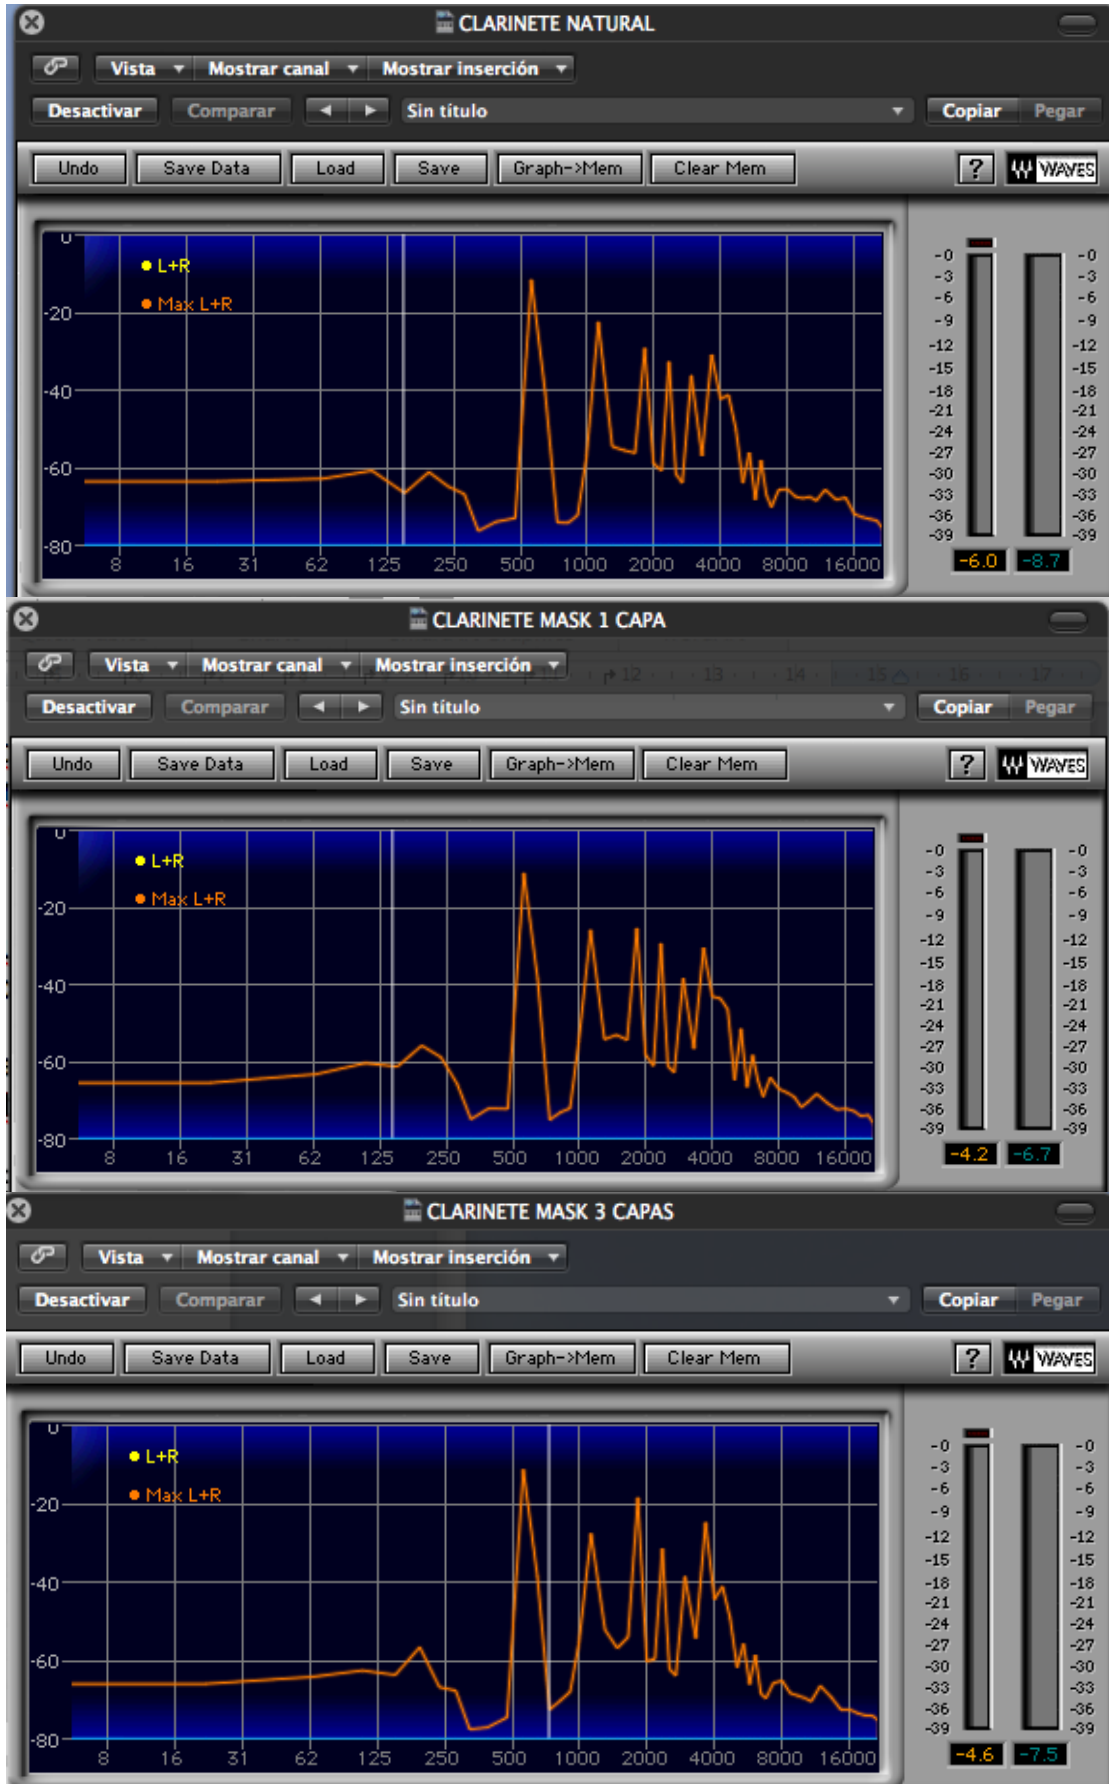 CLARINETE NATURAL
Vista Mostrar canal Mostrar inserción
Desactivar Comparar Sin título Copiar Pegar
Undo Save Data Load Save Graph->Mem Clear Mem ? WAVES
0
L+R
Max L+R
-20
-40
-60
-80
8 16 31 62 125 250 500 1000 2000 4000 8000 16000
-0 -0
-3 -3
-6 -6
-9 -9
-12 -12
-15 -15
-18 -18
-21 -21
-24 -24
-27 -27
-30 -30
-33 -33
-36 -36
-39 -39
-6.0 -8.7
CLARINETE MASK 1 CAPA
Vista Mostrar canal Mostrar inserción
12 13 14 15 16 17
Desactivar Comparar Sin título Copiar Pegar
Undo Save Data Load Save Graph->Mem Clear Mem ? WAVES
0
L+R
Max L+R
-20
-40
-60
-80
8 16 31 62 125 250 500 1000 2000 4000 8000 16000
-0 -0
-3 -3
-6 -6
-9 -9
-12 -12
-15 -15
-18 -18
-21 -21
-24 -24
-27 -27
-30 -30
-33 -33
-36 -36
-39 -39
-4.2 -6.7
CLARINETE MASK 3 CAPAS
Vista Mostrar canal Mostrar inserción
Desactivar Comparar Sin título Copiar Pegar
Undo Save Data Load Save Graph->Mem Clear Mem ? WAVES
0
L+R
Max L+R
-20
-40
-60
-80
8 16 31 62 125 250 500 1000 2000 4000 8000 16000
-0 -0
-3 -3
-6 -6
-9 -9
-12 -12
-15 -15
-18 -18
-21 -21
-24 -24
-27 -27
-30 -30
-33 -33
-36 -36
-39 -39
-4.6 -7.5